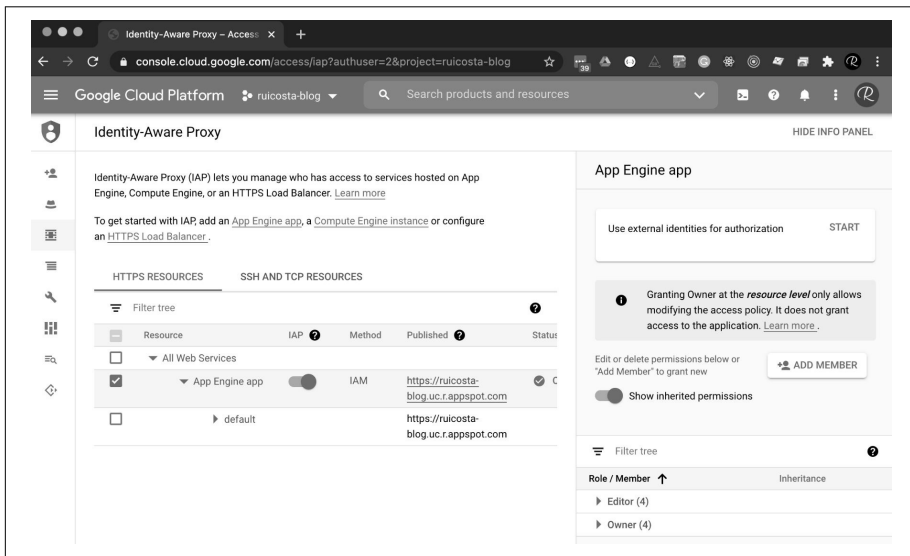 Identity-Aware Proxy – Access
console.cloud.google.com/access/iap?authuser=2&project=ruicosta-blog
39
R
Google Cloud Platform
ruicosta-blog
Search products and resources
R
Identity-Aware Proxy
HIDE INFO PANEL
Identity-Aware Proxy (IAP) lets you manage who has access to services hosted on App
Engine, Compute Engine, or an HTTPS Load Balancer. Learn more
To get started with IAP, add an App Engine app, a Compute Engine instance or configure
an HTTPS Load Balancer .
HTTPS RESOURCES
SSH AND TCP RESOURCES
Filter tree
Resource
IAP
Method
Published
Status
All Web Services
App Engine app
IAM
https://ruicosta-
blog.uc.r.appspot.com
default
https://ruicosta-
blog.uc.r.appspot.com
App Engine app
Use external identities for authorization
START
Granting Owner at the resource level only allows
modifying the access policy. It does not grant
access to the application. Learn more .
Edit or delete permissions below or
"Add Member" to grant new
ADD MEMBER
Show inherited permissions
Filter tree
Role / Member
Inheritance
Editor (4)
Owner (4)